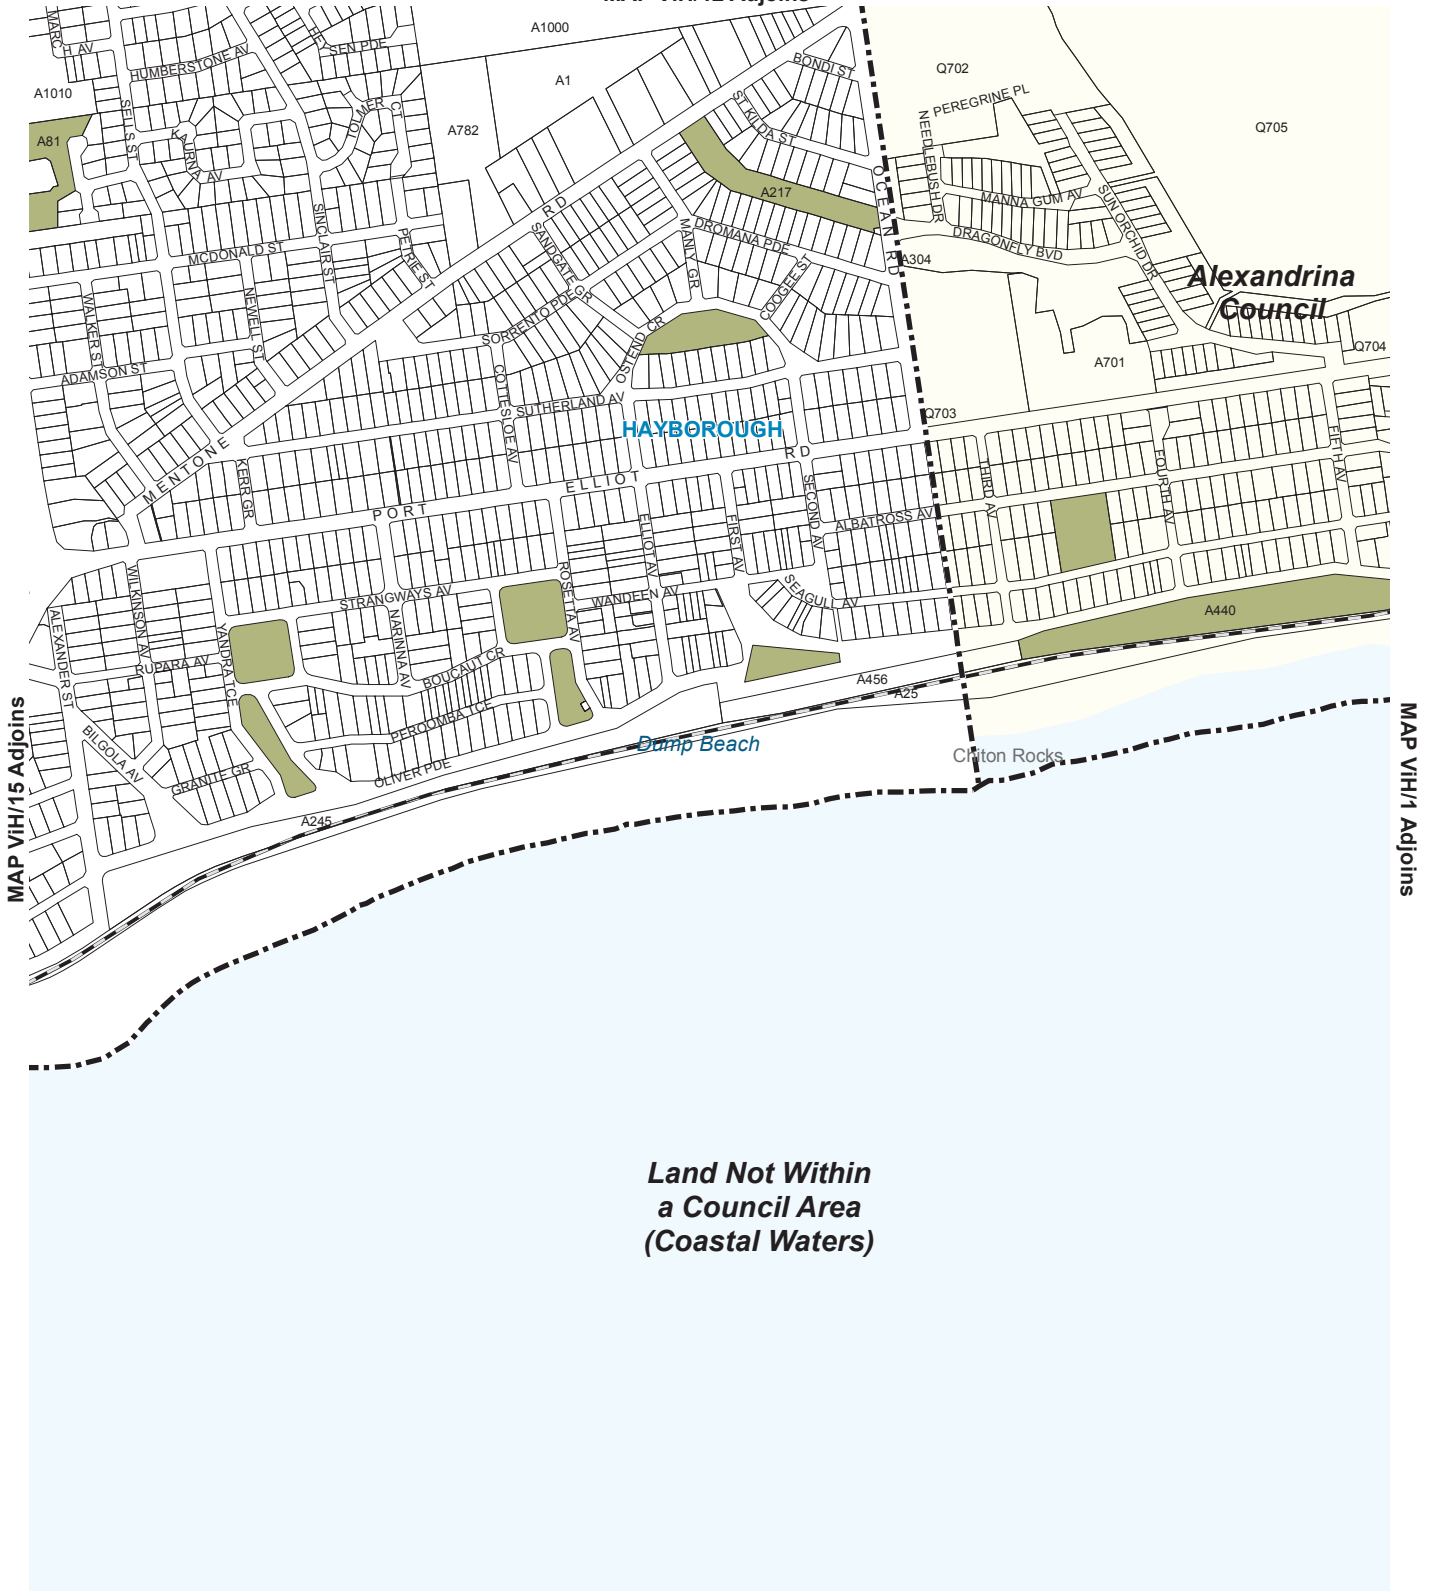 A1000
MARCH AV
HEYSEN PDE
HUMBERSTONE AV
BONDI ST
Q702
A1
A1010
PEREGRINE PL
ST KILDA ST
TOLMER CT
SELLS ST
A782
Q705
A81
KAURNA AV
NEEDLEBUSH DR
A217
OCEAN RD
MANNA GUM AV
SUN ORCHID DR
RD
SINCLAIR ST
SANDGATE GR
MANLY GR
DROMANA PDE
DRAGONFLY BVD
PETRIE ST
MCDONALD ST
A304
COOGEE ST
Alexandrina
Council
WALKER ST
NEWELL ST
SORRENTO PDE
OSTEND CR
Q704
A701
ADAMSON ST
COTTESLOE AV
SUTHERLAND AV
Q703
HAYBOROUGH
MENTONE
RD
FIFTH AV
KERR GR
ELLIOT
THIRD AV
FOURTH AV
SECOND AV
PORT
ELLIOT AV
FIRST AV
ALBATROSS AV
WILKINSON AV
ROSETTA AV
SEAGULL AV
STRANGWAYS AV
WANDEEN AV
NARINNA AV
A440
ALEXANDER ST
YANDRA TCE
RUPARA AV
BOUCAUT CR
A456
A25
MAP ViH/15 Adjoins
MAP ViH/1 Adjoins
PEROOMBA TCE
BILGOLA AV
Dump Beach
Chiton Rocks
GRANITE GR
OLIVER PDE
A245
Land Not Within
a Council Area
(Coastal Waters)